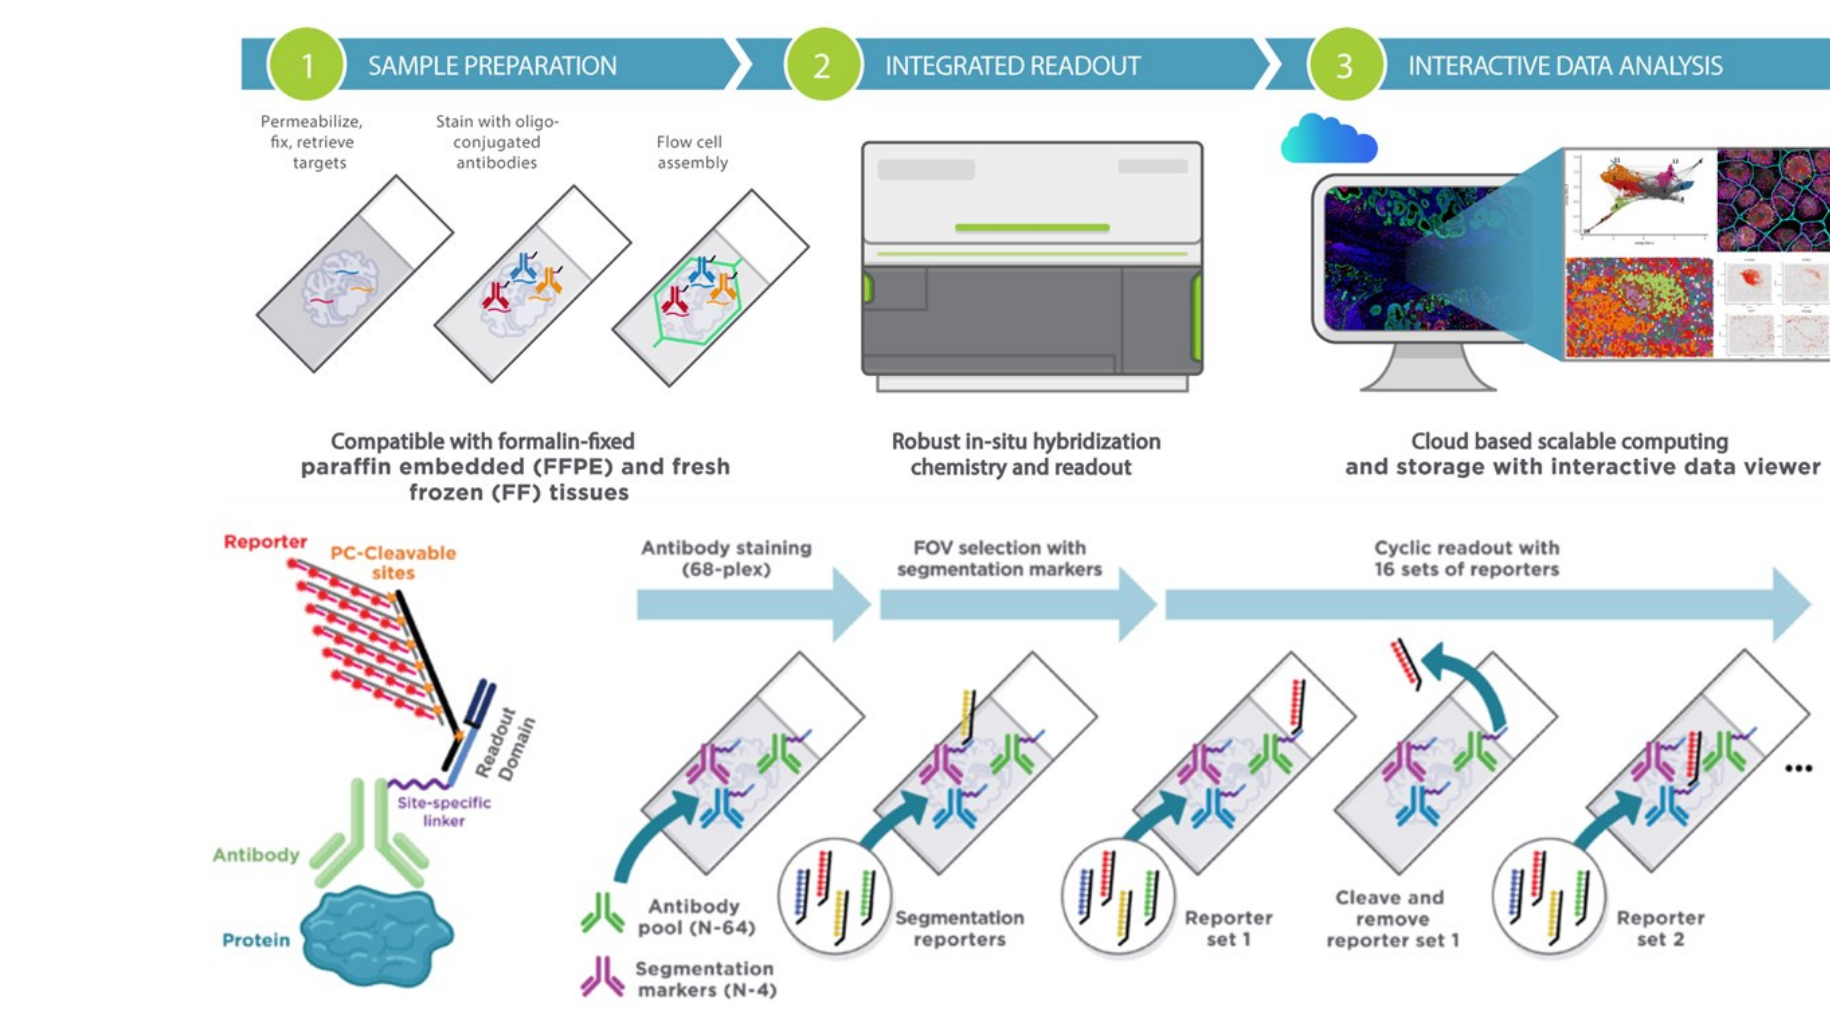 1
SAMPLE PREPARATION
2
INTEGRATED READOUT
3
INTERACTIVE DATA ANALYSIS
Permeabilize,
fix, retrieve
targets
Stain with oligo-
conjugated
antibodies
Flow cell
assembly
Compatible with formalin-fixed
paraffin embedded (FFPE) and fresh
frozen (FF) tissues
Robust in-situ hybridization
chemistry and readout
Cloud based scalable computing
and storage with interactive data viewer
Reporter
PC-Cleavable
sites
Readout
Domain
Site-specific
linker
Antibody
Protein
Antibody staining
(68-plex)
FOV selection with
segmentation markers
Cyclic readout with
16 sets of reporters
Antibody
pool (N-64)
Segmentation
markers (N-4)
Segmentation
reporters
Reporter
set 1
Cleave and
remove
reporter set 1
Reporter
set 2
...